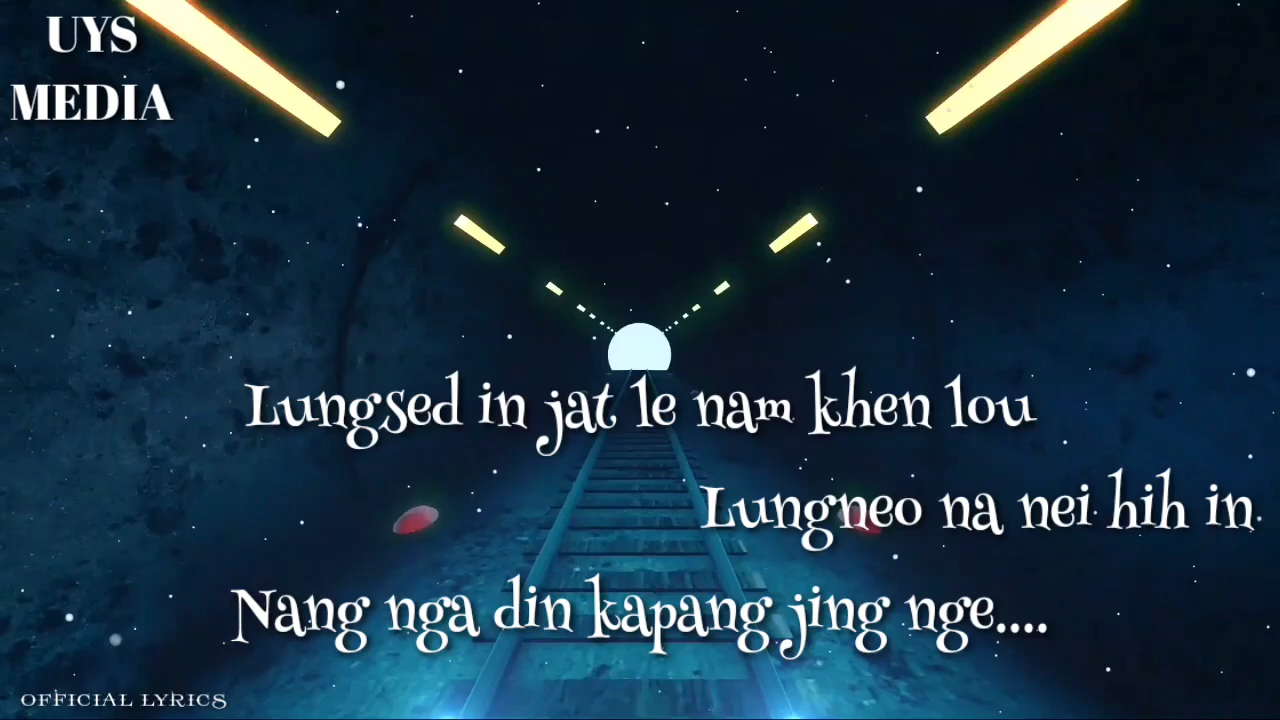 UYS
MEDIA
Lungsed in jat le nam khen lou
Lungneo na nei hih in
Nang nga din kapang jing nge....
OFFICIAL LYRICS